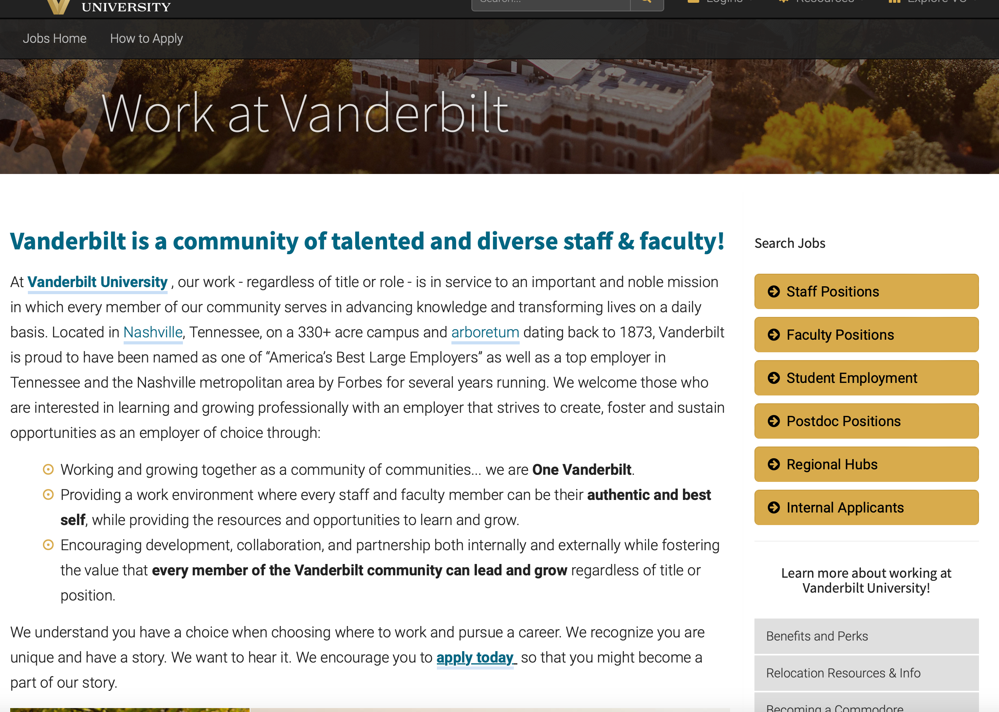 UNIVERSITY
Search...
Logins
Resources
Explore VU
Jobs Home
How to Apply
Work at Vanderbilt
Vanderbilt is a community of talented and diverse staff & faculty!
At Vanderbilt University , our work - regardless of title or role - is in service to an important and noble mission
in which every member of our community serves in advancing knowledge and transforming lives on a daily
basis. Located in Nashville, Tennessee, on a 330+ acre campus and arboretum dating back to 1873, Vanderbilt
is proud to have been named as one of “America’s Best Large Employers” as well as a top employer in
Tennessee and the Nashville metropolitan area by Forbes for several years running. We welcome those who
are interested in learning and growing professionally with an employer that strives to create, foster and sustain
opportunities as an employer of choice through:
Working and growing together as a community of communities... we are One Vanderbilt.
Providing a work environment where every staff and faculty member can be their authentic and best
self, while providing the resources and opportunities to learn and grow.
Encouraging development, collaboration, and partnership both internally and externally while fostering
the value that every member of the Vanderbilt community can lead and grow regardless of title or
position.
We understand you have a choice when choosing where to work and pursue a career. We recognize you are
unique and have a story. We want to hear it. We encourage you to apply today so that you might become a
part of our story.
Search Jobs
Staff Positions
Faculty Positions
Student Employment
Postdoc Positions
Regional Hubs
Internal Applicants
Learn more about working at
Vanderbilt University!
Benefits and Perks
Relocation Resources & Info
Becoming a Commodore